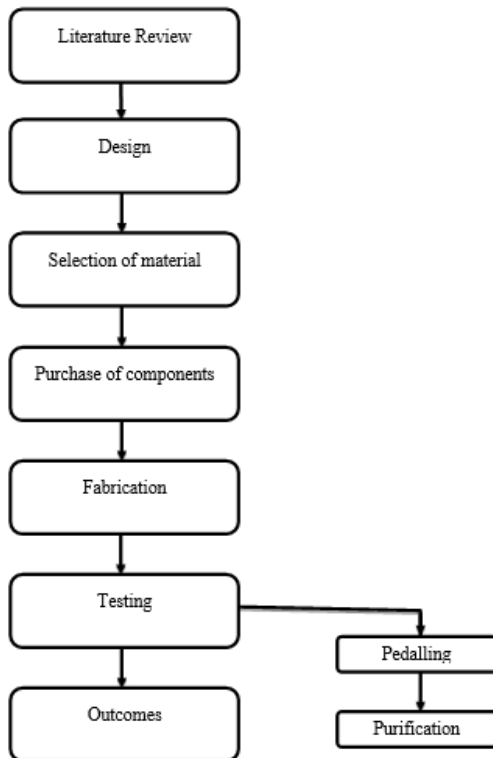 Literature Review
Design
Selection of material
Purchase of components
Fabrication
Testing
Pedalling
Outcomes
Purification